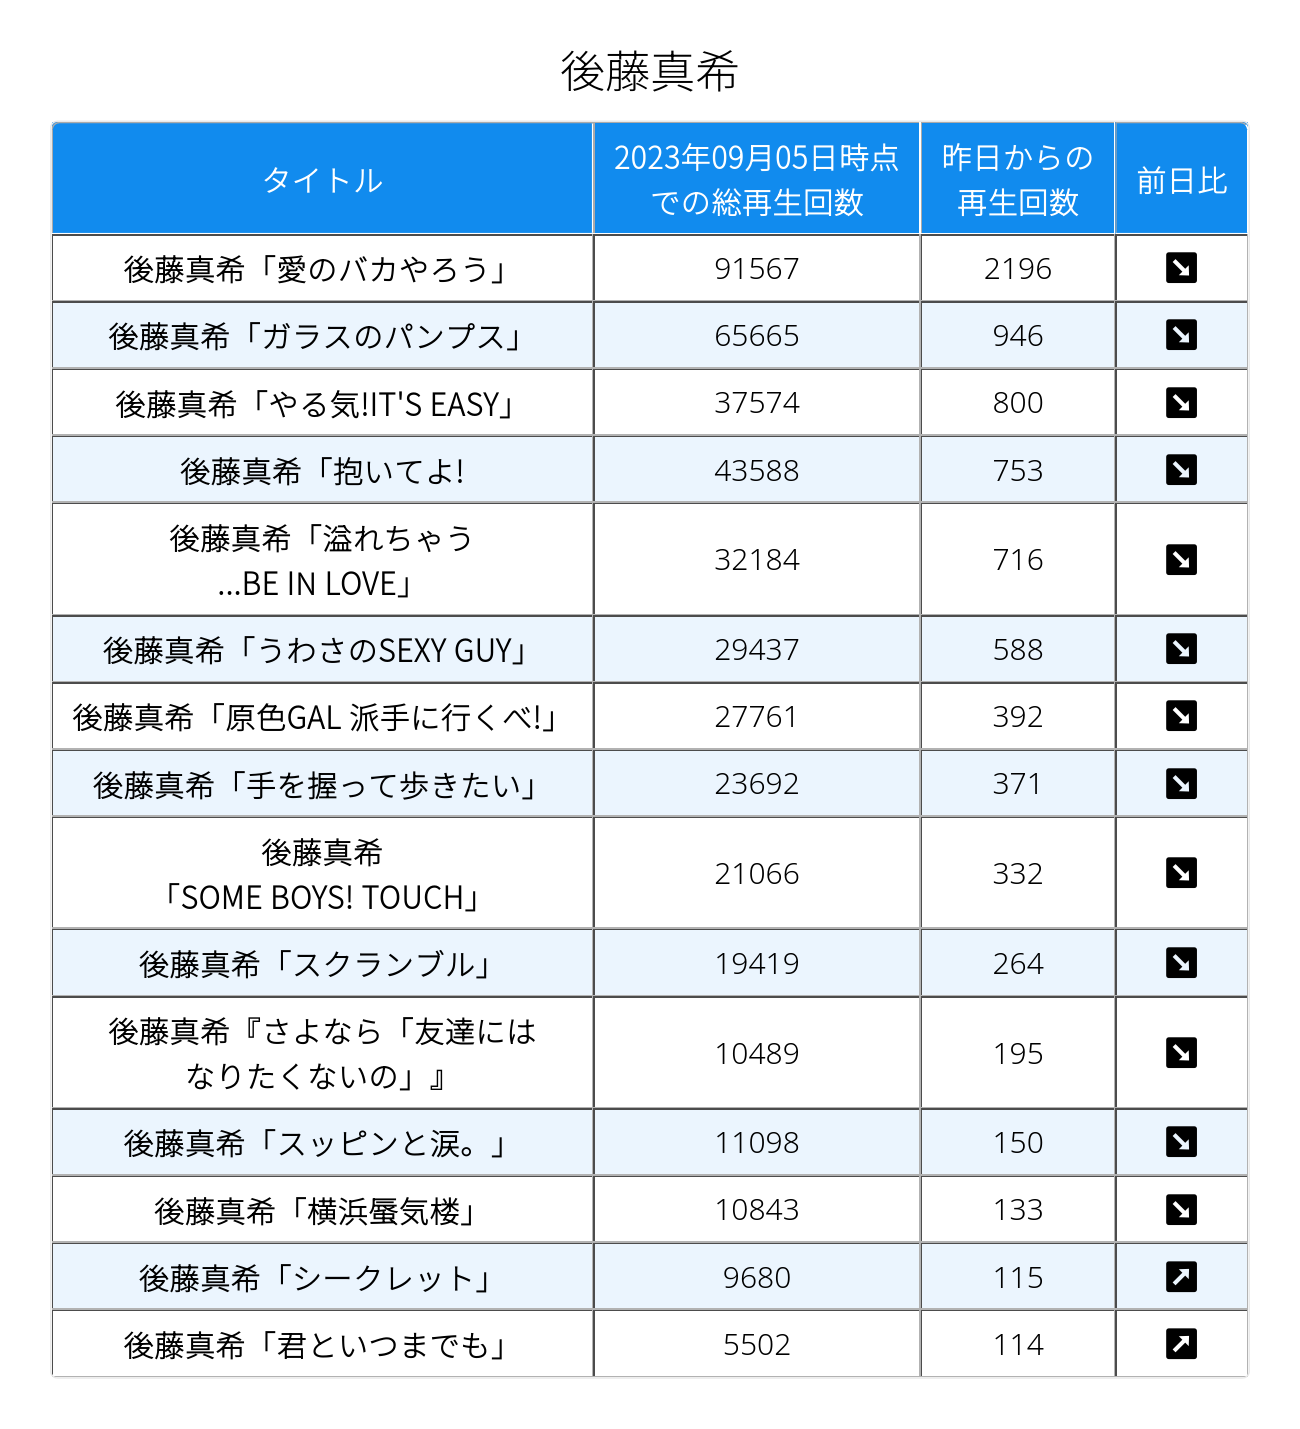 後藤真希
タイトル
2023年09月05日時点
での総再生回数
昨日からの
再生回数
前日比
後藤真希「愛のバカやろう」 91567 2196
後藤真希「ガラスのパンプス」 65665 946
後藤真希「やる気!IT'S EASY」 37574 800
後藤真希「抱いてよ! 43588 753
後藤真希「溢れちゃう
...BE IN LOVE」 32184 716
後藤真希「うわさのSEXY GUY」 29437 588
後藤真希「原色GAL 派手に行くべ!」 27761 392
後藤真希「手を握って歩きたい」 23692 371
後藤真希
「SOME BOYS! TOUCH」 21066 332
後藤真希「スクランブル」 19419 264
後藤真希『さよなら「友達には
なりたくないの」』 10489 195
後藤真希「スッピンと涙。」 11098 150
後藤真希「横浜蜃気楼」 10843 133
後藤真希「シークレット」 9680 115
後藤真希「君といつまでも」 5502 114